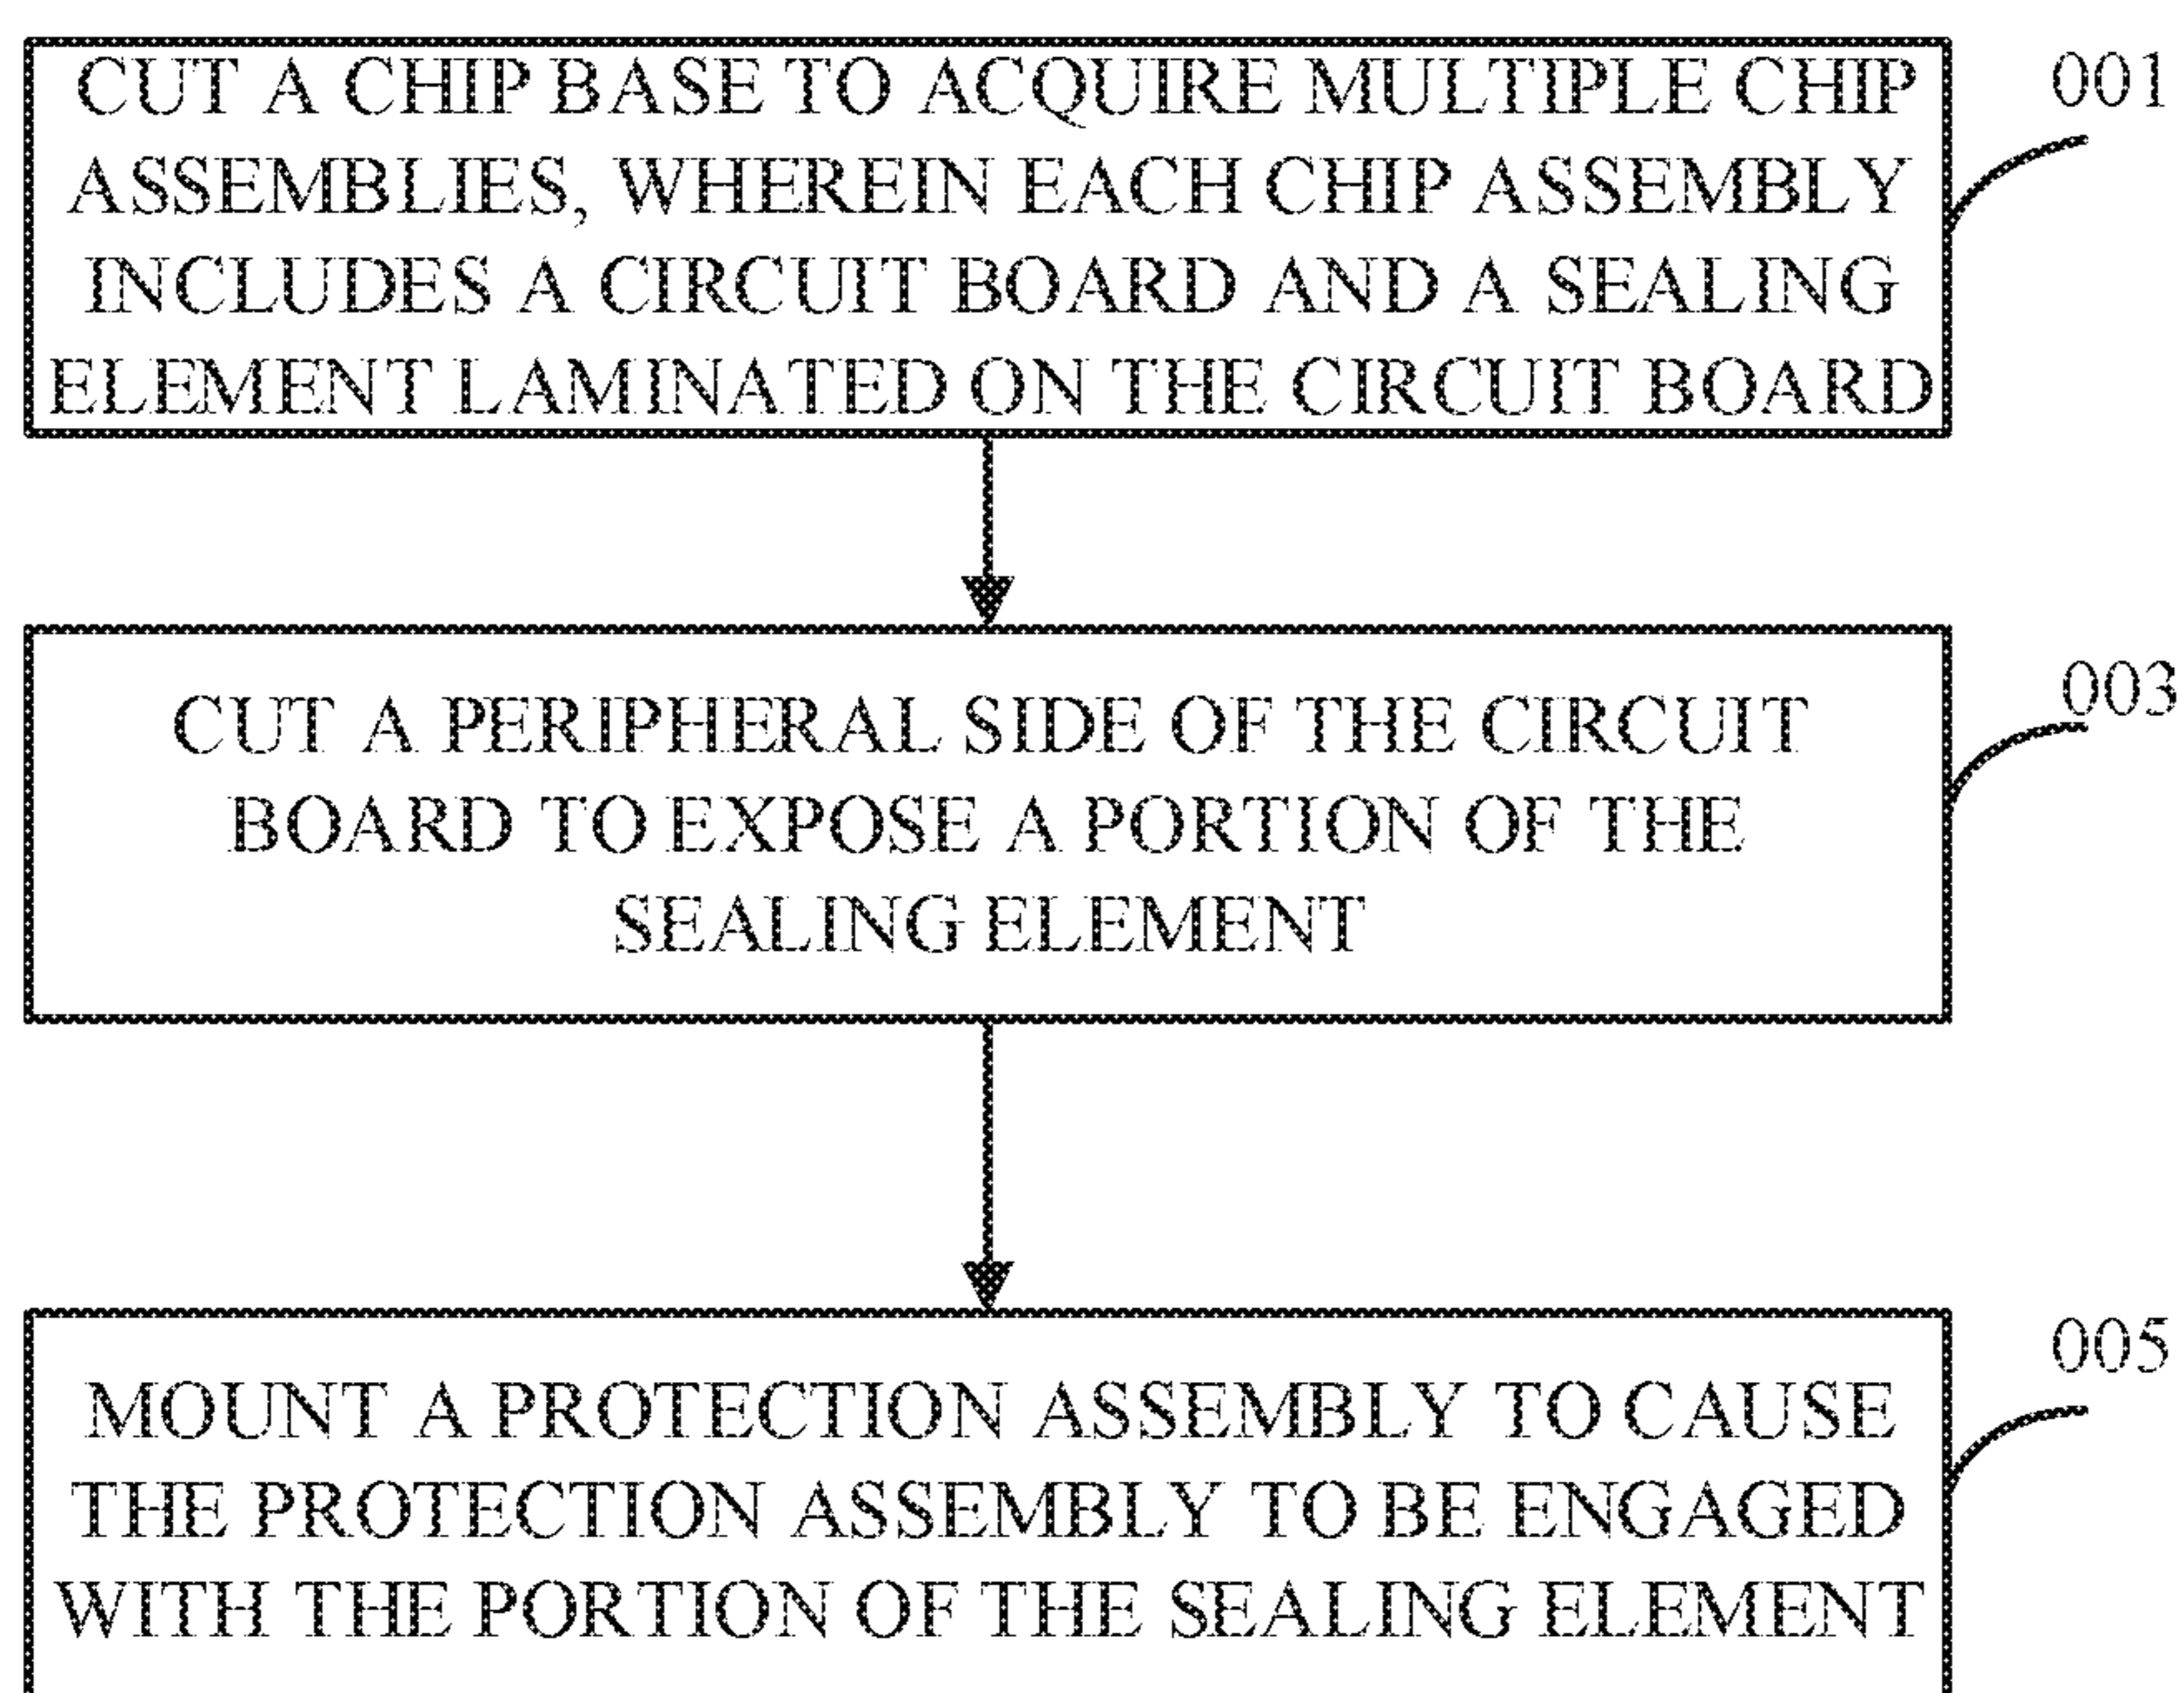 CUT A CHIP BASE TO ACQUIRE MULTIPLE CHIP
ASSEMBLIES, WHEREIN EACH CHIP ASSEMBLY
INCLUDES A CIRCUIT BOARD AND A SEALING
ELEMENT LAMINATED ON THE CIRCUIT BOARD
001
CUT A PERIPHERAL SIDE OF THE CIRCUIT
BOARD TO EXPOSE A PORTION OF THE
SEALING ELEMENT
003
MOUNT A PROTECTION ASSEMBLY TO CAUSE
THE PROTECTION ASSEMBLY TO BE ENGAGED
WITH THE PORTION OF THE SEALING ELEMENT
005